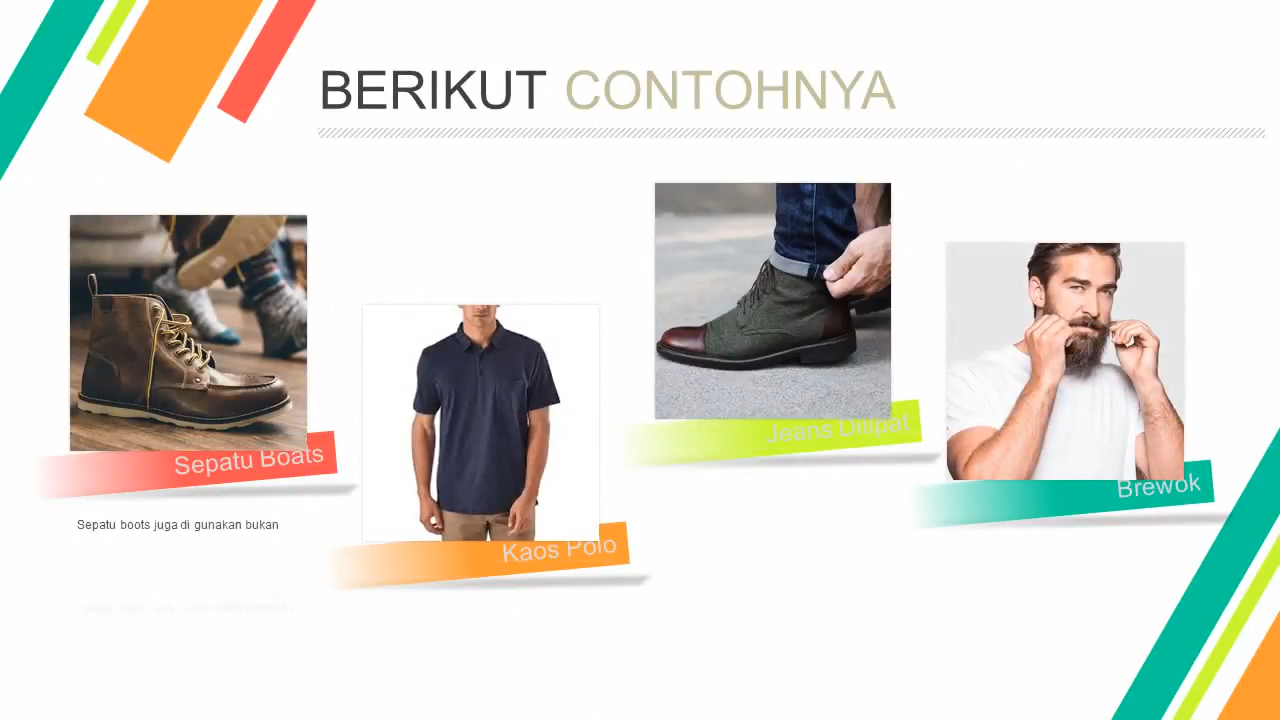 BERIKUT CONTOHNYA
Sepatu Boats
Sepatu boots juga di gunakan bukan
Kaos Polo
Jeans Dilipat
Brewok